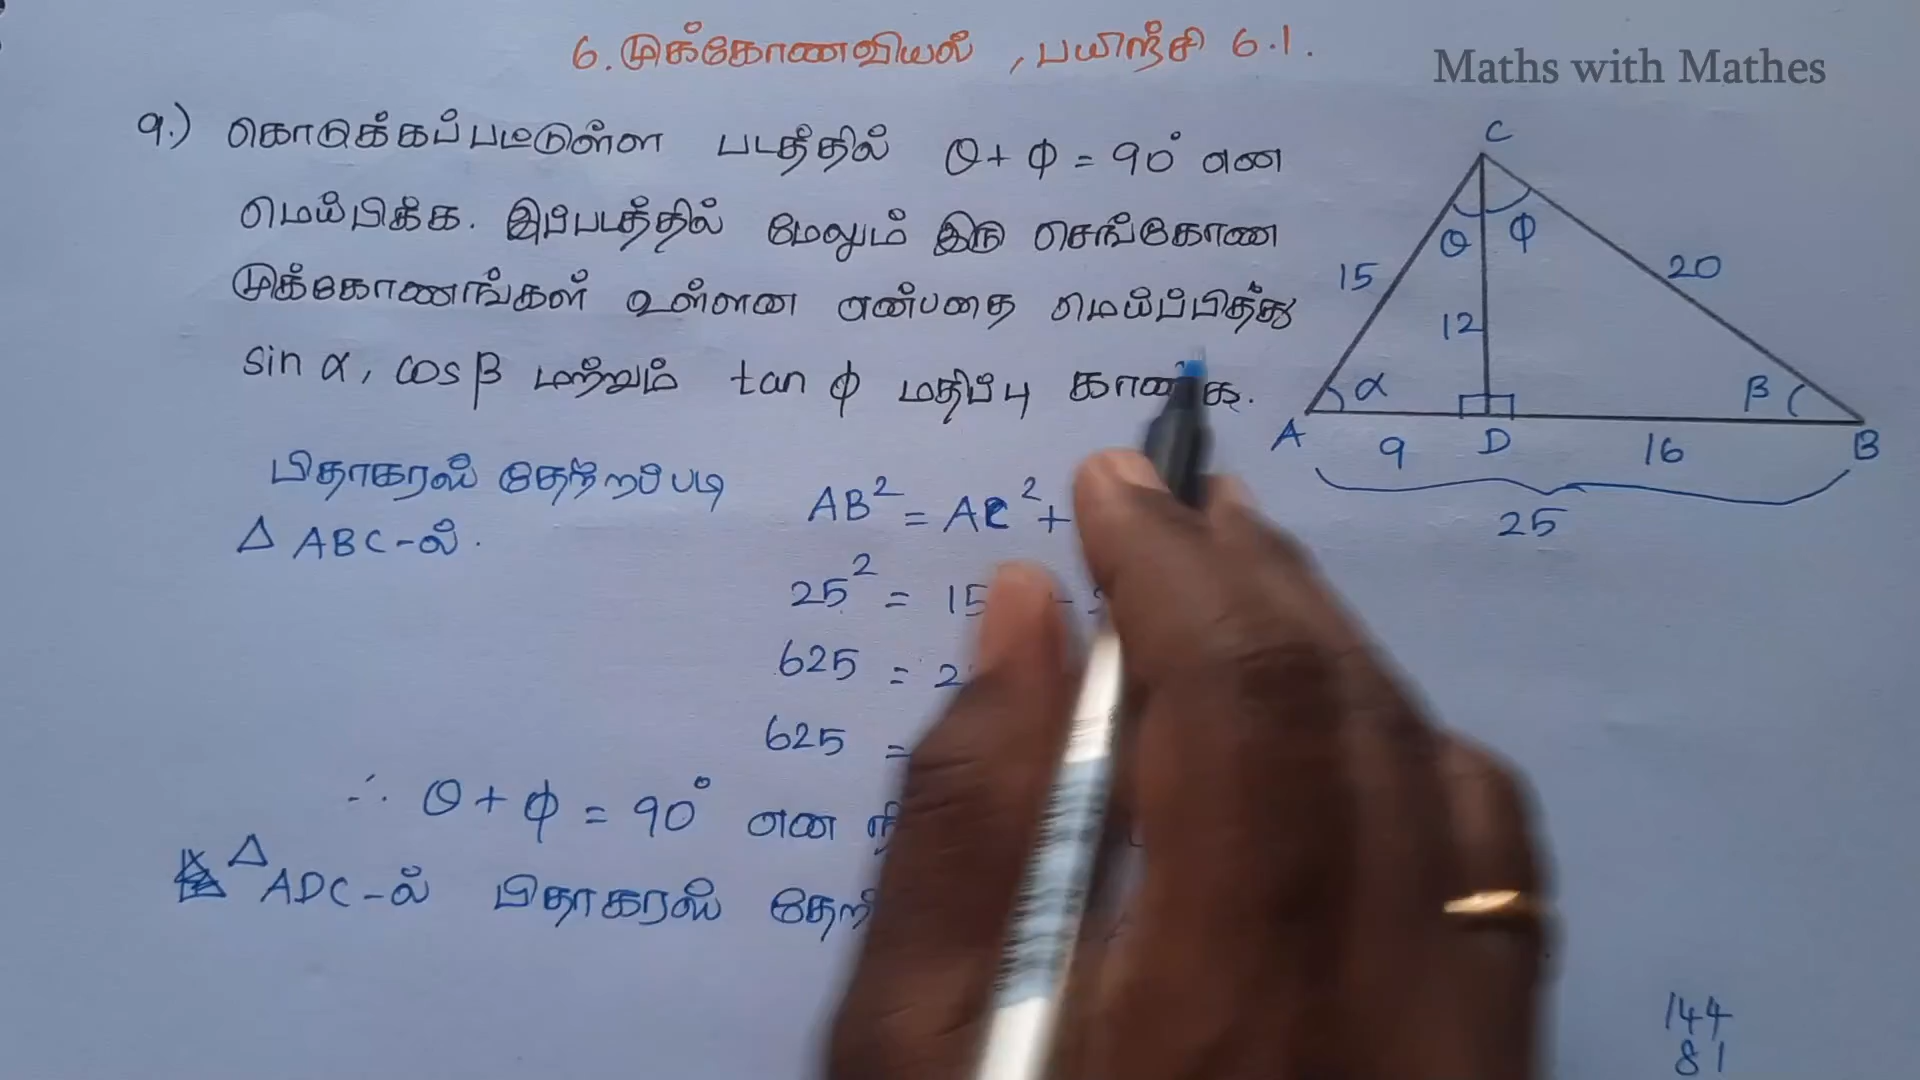 6. முக்கோணவியல், பயிற்சி 6.1.
Maths with Mathes
9.) கொடுக்கப்பட்டுள்ள படத்தில் θ + φ = 90° என
மெய்பிக்க. இப்படத்தில் மேலும் இரு செங்கோண
முக்கோணங்கள் உள்ளன என்பதை மெய்ப்பித்து
sin α, cos β மற்றும் tan φ மதிப்பு காண்க.
C
θ φ
15
20
12
α
β
A
9
D
16
B
25
பிதாகரஸ் தேற்றப்படி
Δ ABC-ல்.
AB² = AC² +
25² = 15
625 = 2
625 =
∴ θ + φ = 90° என
Δ ADC-ல் பிதாகரஸ்
144
81